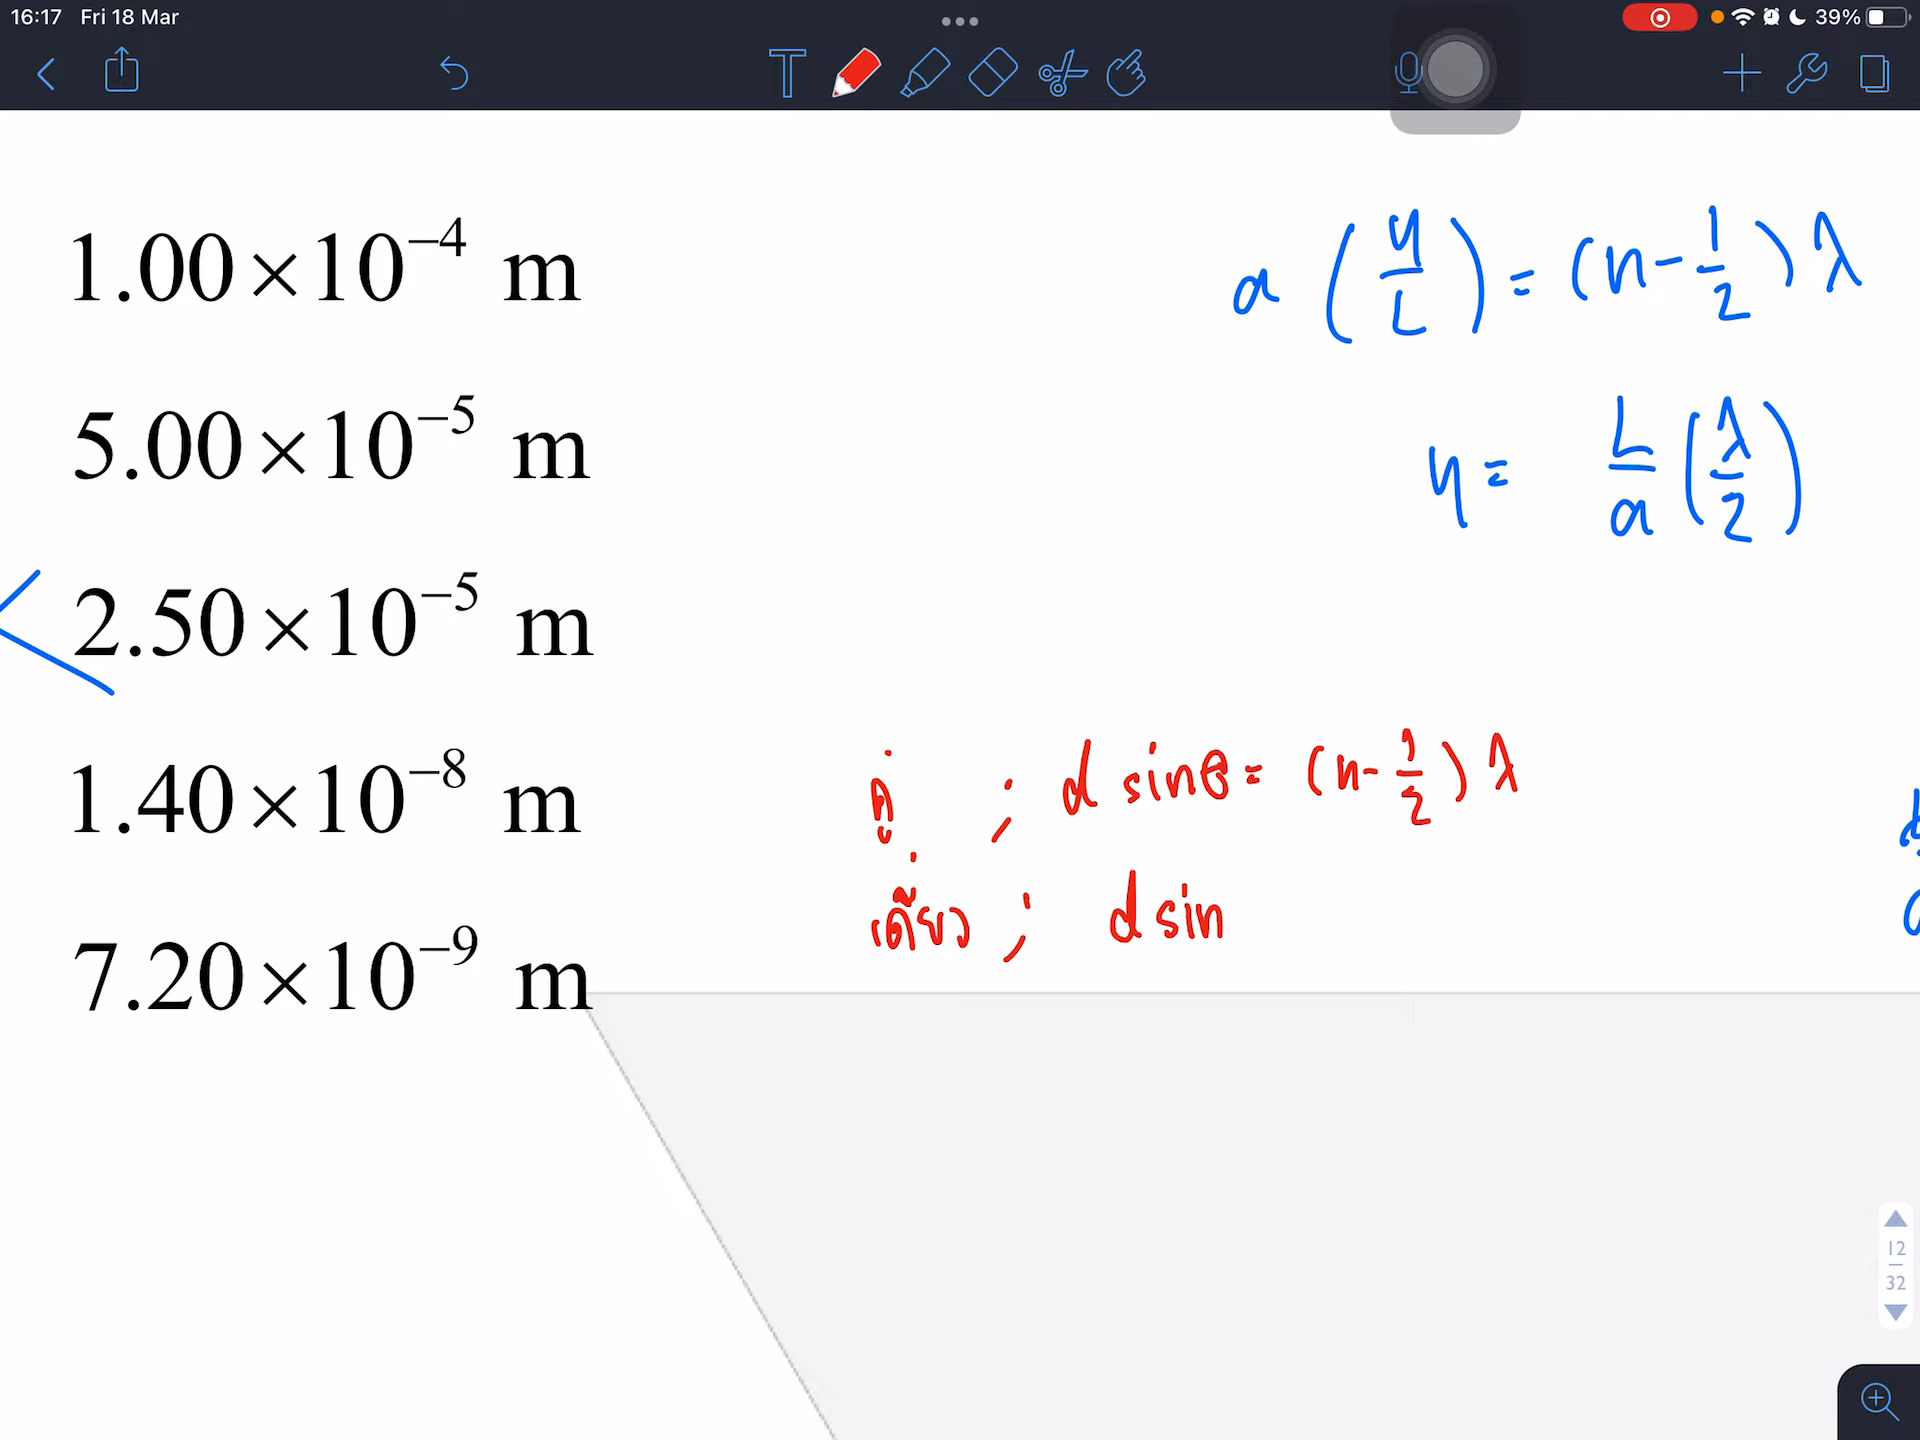 16:17 Fri 18 Mar
39%
T
1.00×10⁻⁴ m
5.00×10⁻⁵ m
2.50×10⁻⁵ m
1.40×10⁻⁸ m
7.20×10⁻⁹ m
a (y/L) = (n-1/2) λ
y = L/a (λ/2)
คู่ ; d sinθ = (n-1/2) λ
เดี่ยว ; d sin
12
32